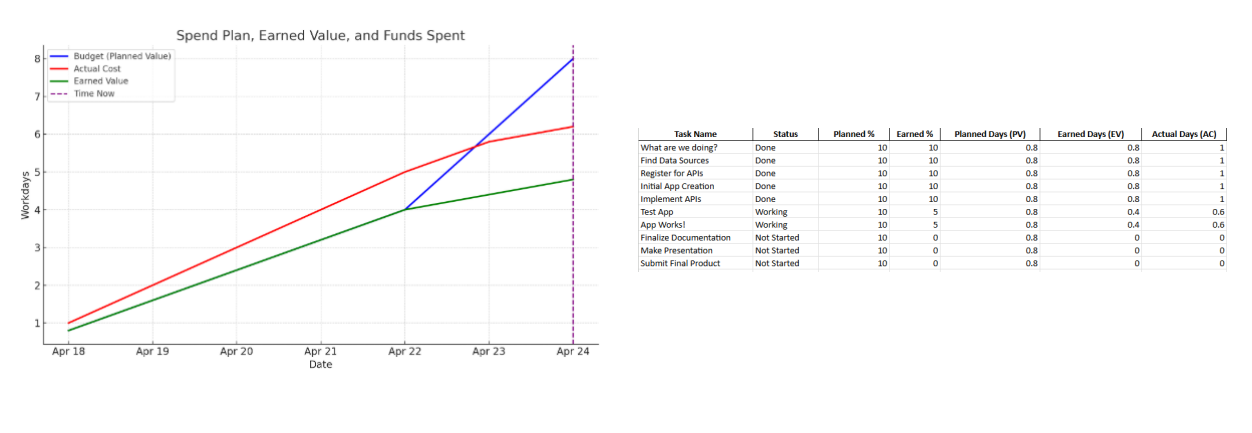 Spend Plan, Earned Value, and Funds Spent
Budget (Planned Value)
Actual Cost
Earned Value
Time Now
8
7
6
5
4
3
2
1
Workdays
Apr 18 Apr 19 Apr 20 Apr 21 Apr 22 Apr 23 Apr 24
Date
Task Name Status Planned % Earned % Planned Days (PV) Earned Days (EV) Actual Days (AC)
What are we doing? Done 10 10 0.8 0.8 1
Find Data Sources Done 10 10 0.8 0.8 1
Register for APIs Done 10 10 0.8 0.8 1
Initial App Creation Done 10 10 0.8 0.8 1
Implement APIs Done 10 10 0.8 0.8 1
Test App Working 10 5 0.8 0.4 0.6
App Works! Working 10 5 0.8 0.4 0.6
Finalize Documentation Not Started 10 0 0.8 0 0
Make Presentation Not Started 10 0 0.8 0 0
Submit Final Product Not Started 10 0 0.8 0 0